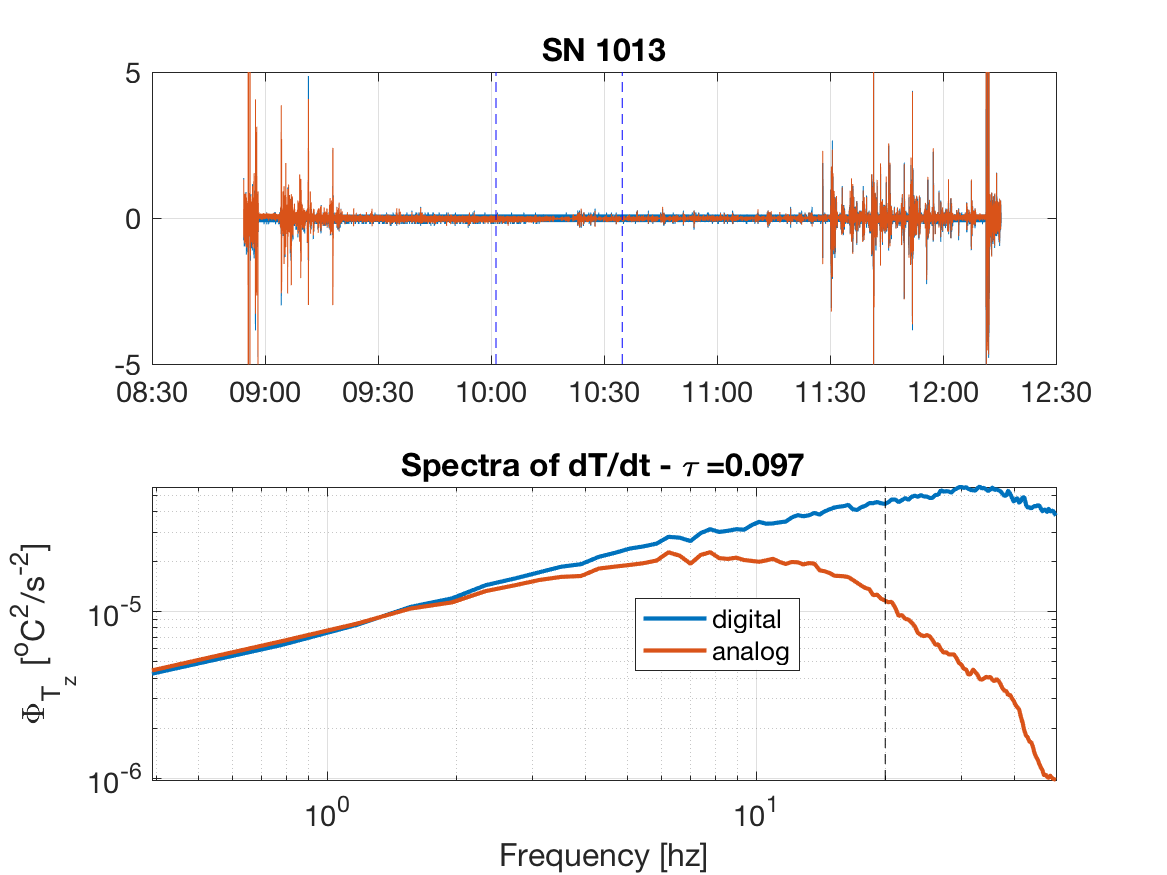 SN 1013
5
0
-5
08:30 09:00 09:30 10:00 10:30 11:00 11:30 12:00 12:30
Spectra of dT/dt - τ =0.097
Φ_{T_z} [°C²/s⁻²]
10⁻⁵
10⁻⁶
digital
analog
10⁰ 10¹
Frequency [hz]